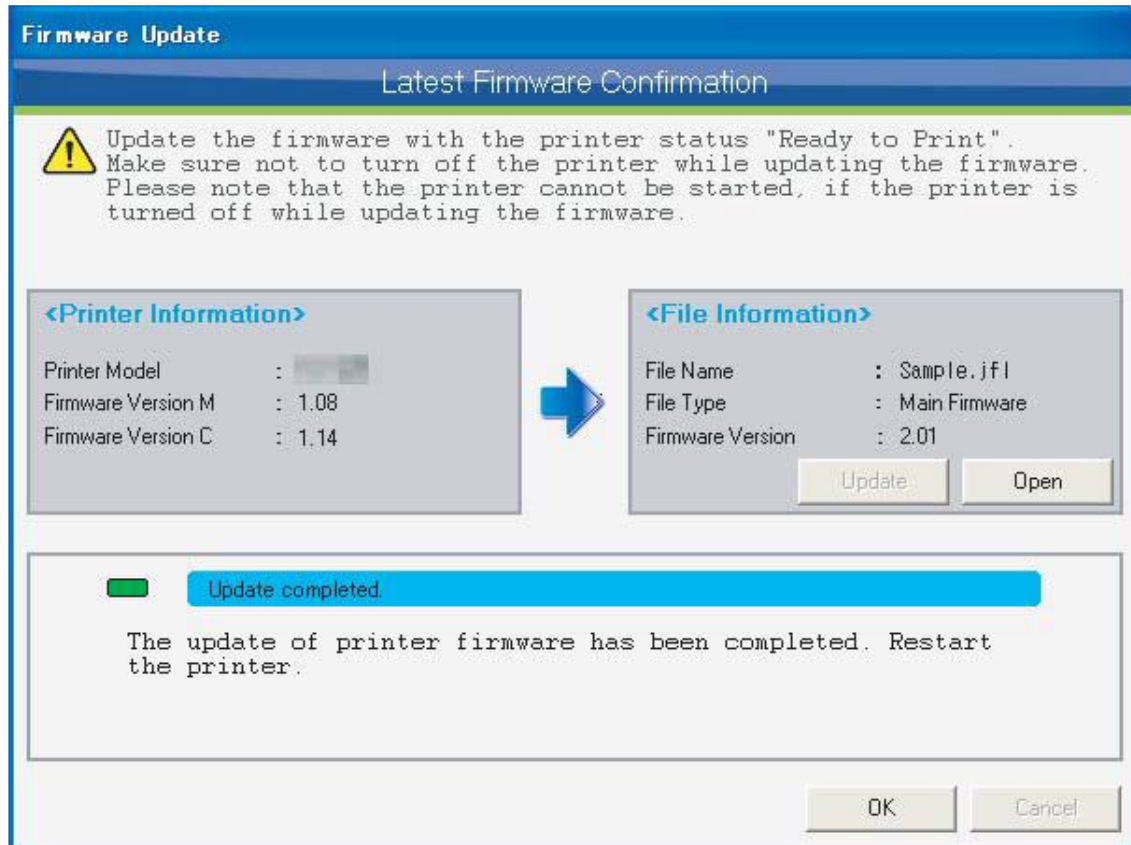 Firmware Update
Latest Firmware Confirmation
Update the firmware with the printer status "Ready to Print".
Make sure not to turn off the printer while updating the firmware.
Please note that the printer cannot be started, if the printer is
turned off while updating the firmware.
<Printer Information>
Printer Model :
Firmware Version M : 1.08
Firmware Version C : 1.14
<File Information>
File Name : Sample.jfl
File Type : Main Firmware
Firmware Version : 2.01
Update Open
Update completed.
The update of printer firmware has been completed. Restart
the printer.
OK Cancel